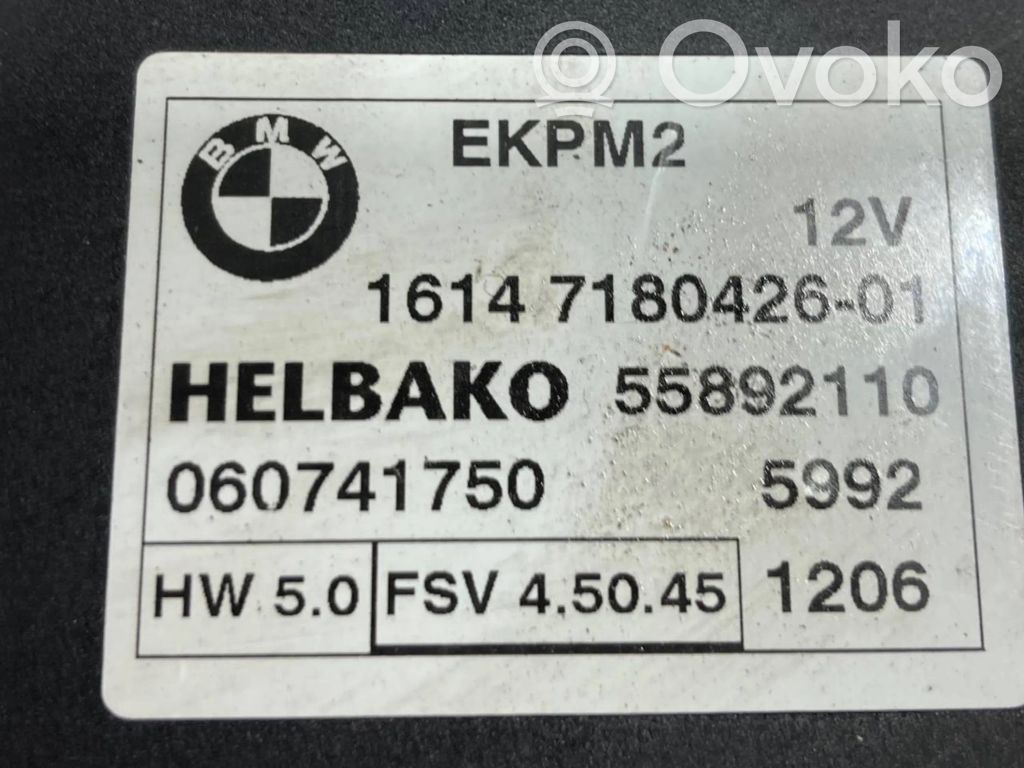 Ovoko
BMW
EKPM2
12V
1614 7180426-01
HELBAKO 55892110
060741750 5992
HW 5.0 FSV 4.50.45 1206